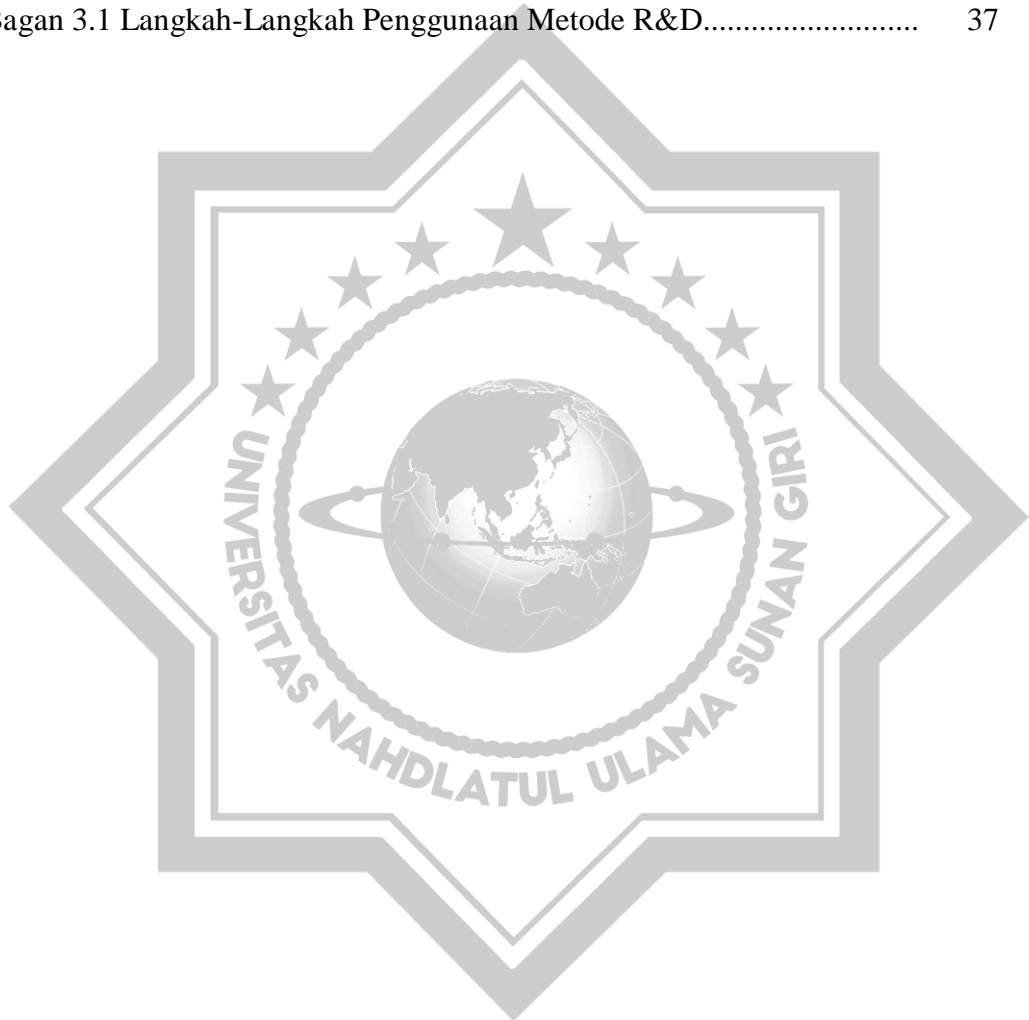 Bagan 3.1 Langkah-Langkah Penggunaan Metode R&D........................... 37
UNIVERSITAS NAHDLATUL ULAMA SUNAN GIRI